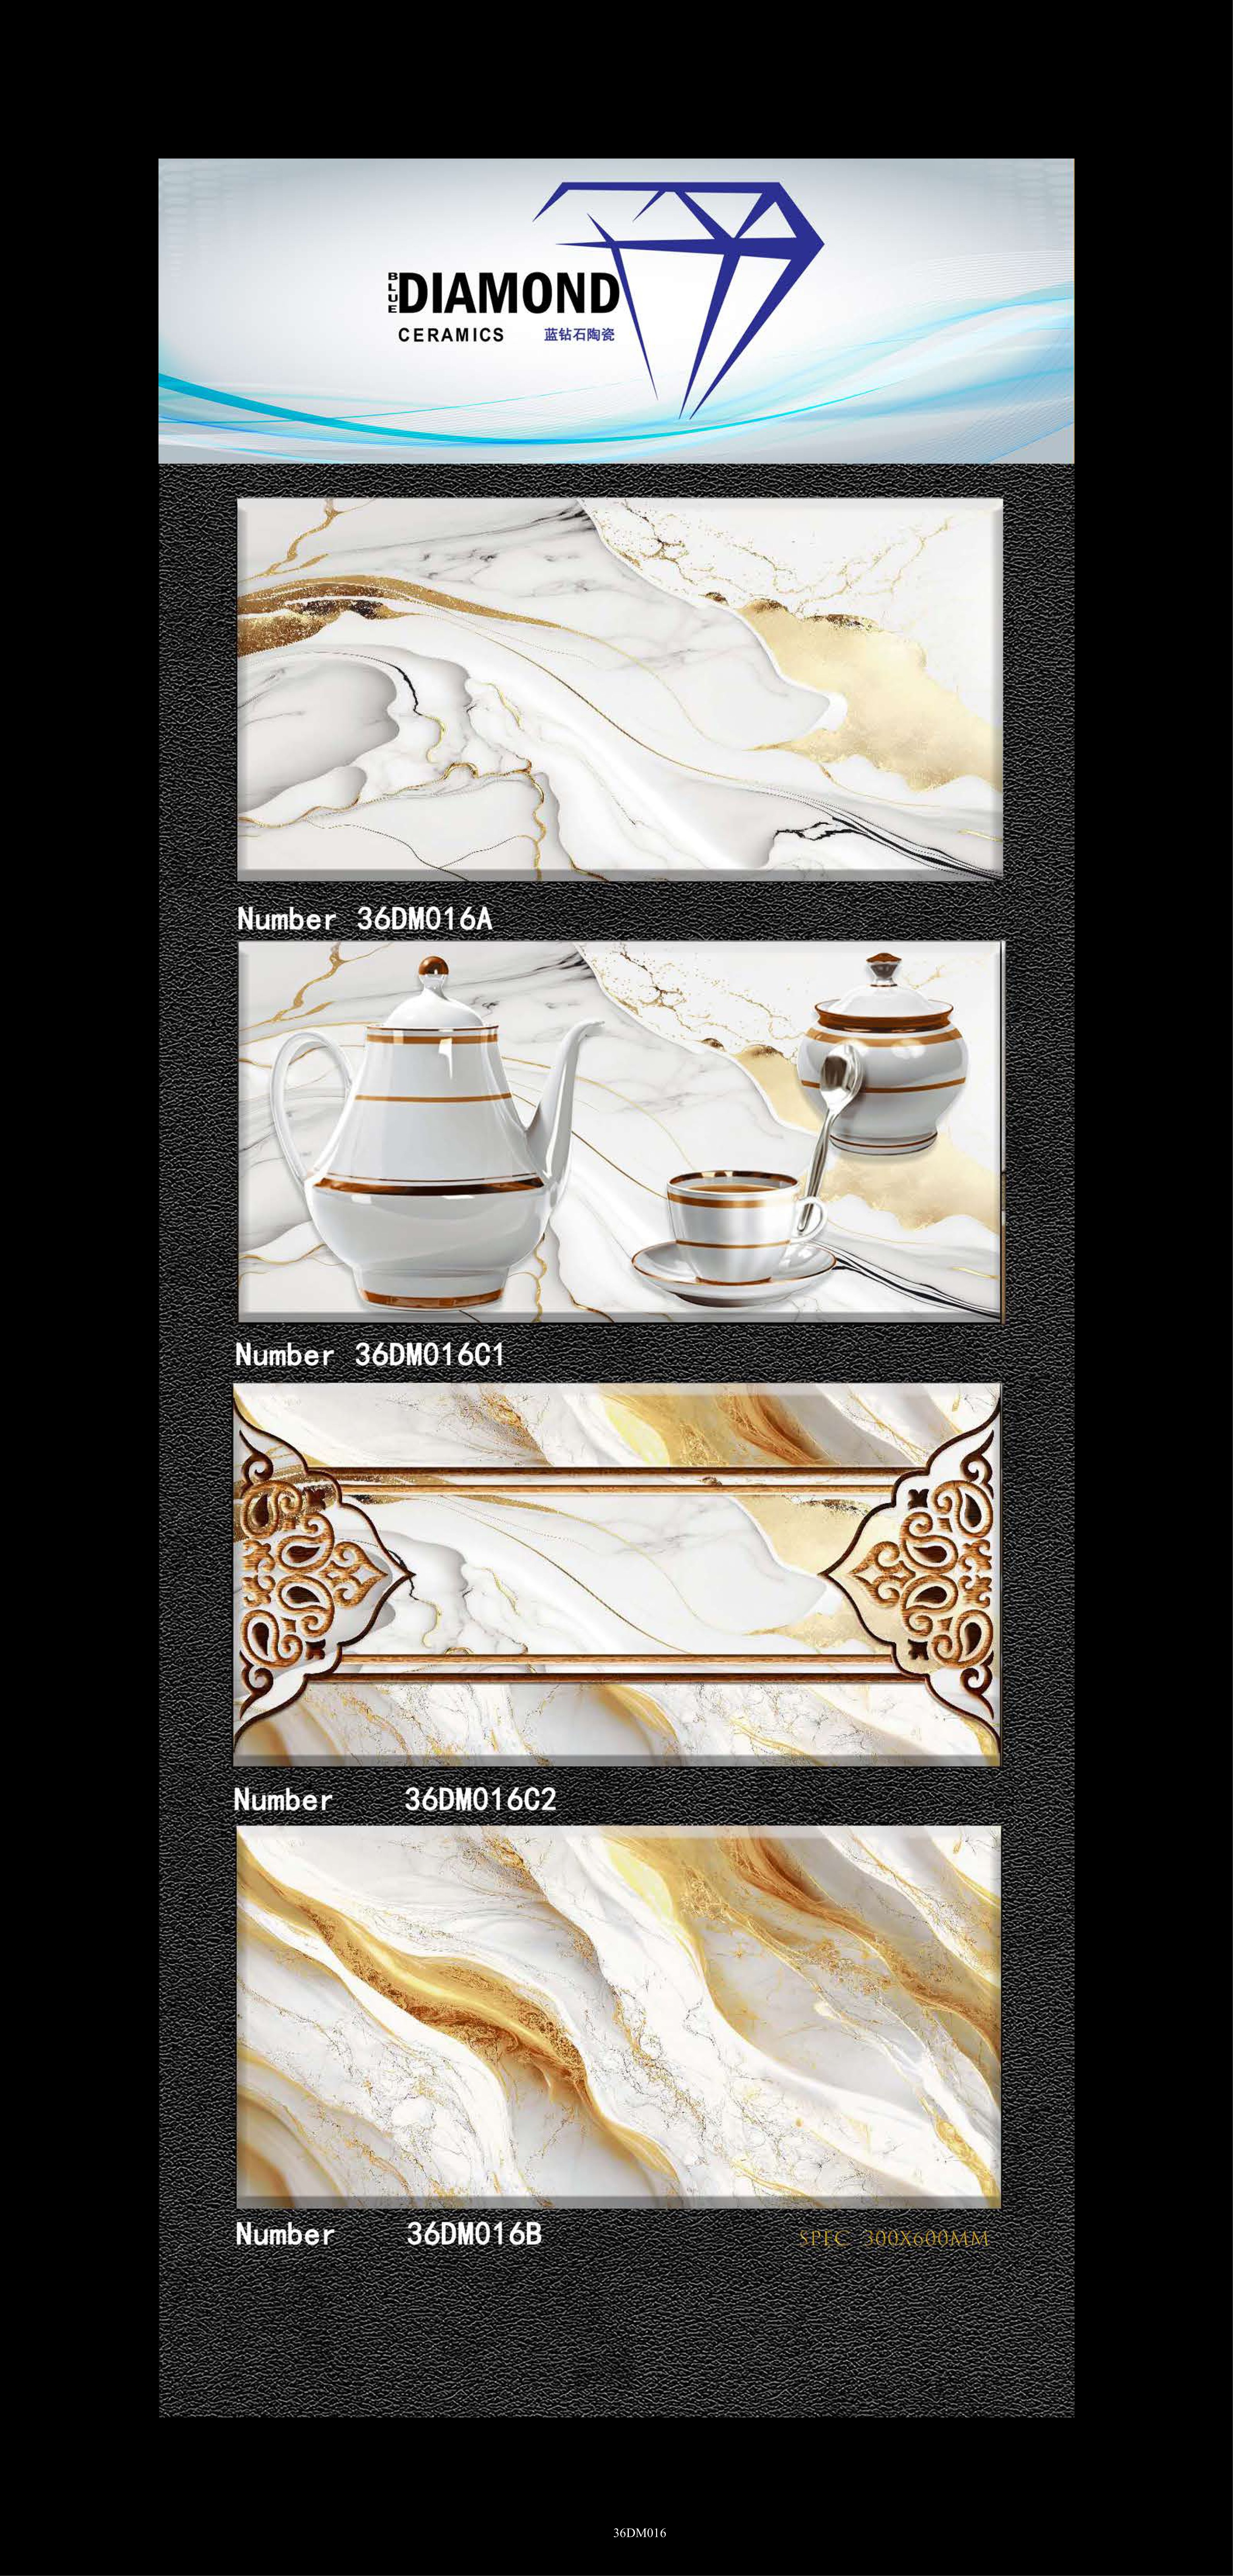 BLUE DIAMOND
CERAMICS 蓝钻石陶瓷
Number 36DM016A
Number 36DM016C1
Number 36DM016C2
Number 36DM016B SPEC 300X600MM
36DM016